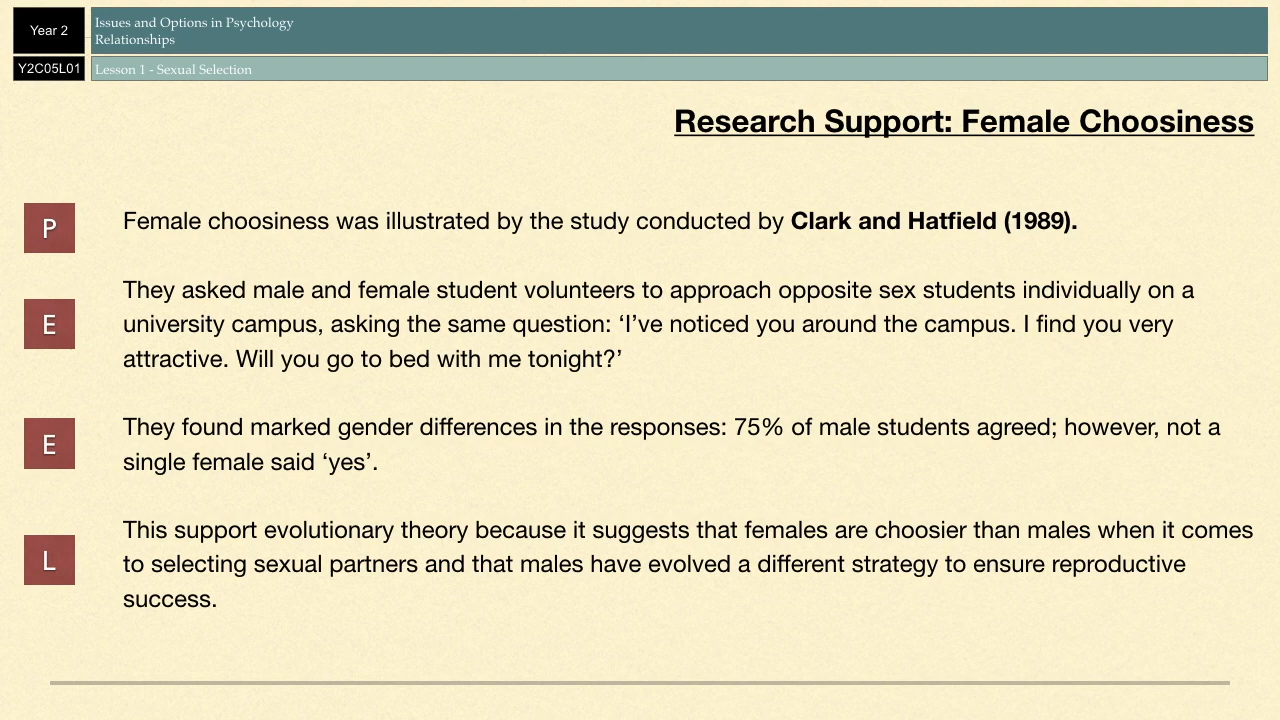 Year 2
Issues and Options in Psychology
Relationships
Y2C05L01
Lesson 1 - Sexual Selection
Research Support: Female Choosiness
P
Female choosiness was illustrated by the study conducted by Clark and Hatfield (1989).
E
They asked male and female student volunteers to approach opposite sex students individually on a
university campus, asking the same question: ‘I’ve noticed you around the campus. I find you very
attractive. Will you go to bed with me tonight?’
E
They found marked gender differences in the responses: 75% of male students agreed; however, not a
single female said ‘yes’.
L
This support evolutionary theory because it suggests that females are choosier than males when it comes
to selecting sexual partners and that males have evolved a different strategy to ensure reproductive
success.